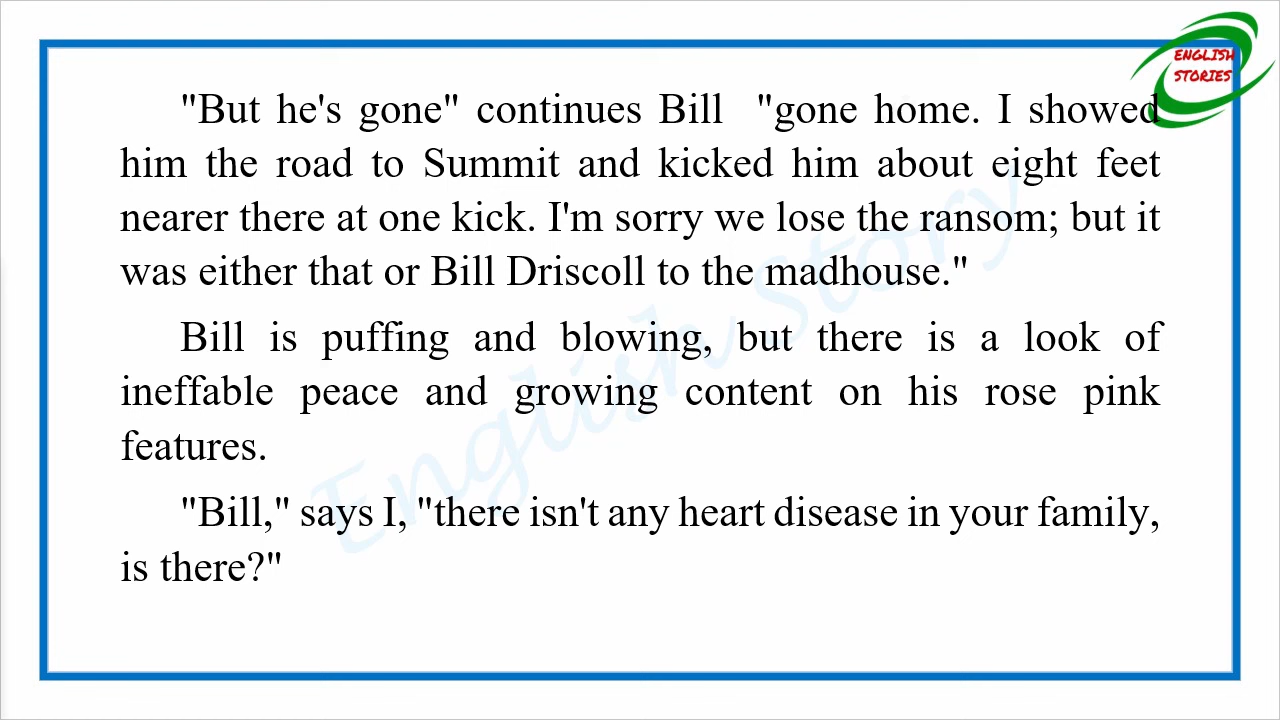 ENGLISH
STORIES
"But he's gone" continues Bill  "gone home. I showed
him the road to Summit and kicked him about eight feet
nearer there at one kick. I'm sorry we lose the ransom; but it
was either that or Bill Driscoll to the madhouse."
Bill is puffing and blowing, but there is a look of
ineffable peace and growing content on his rose pink
features.
"Bill," says I, "there isn't any heart disease in your family,
is there?"
English Story